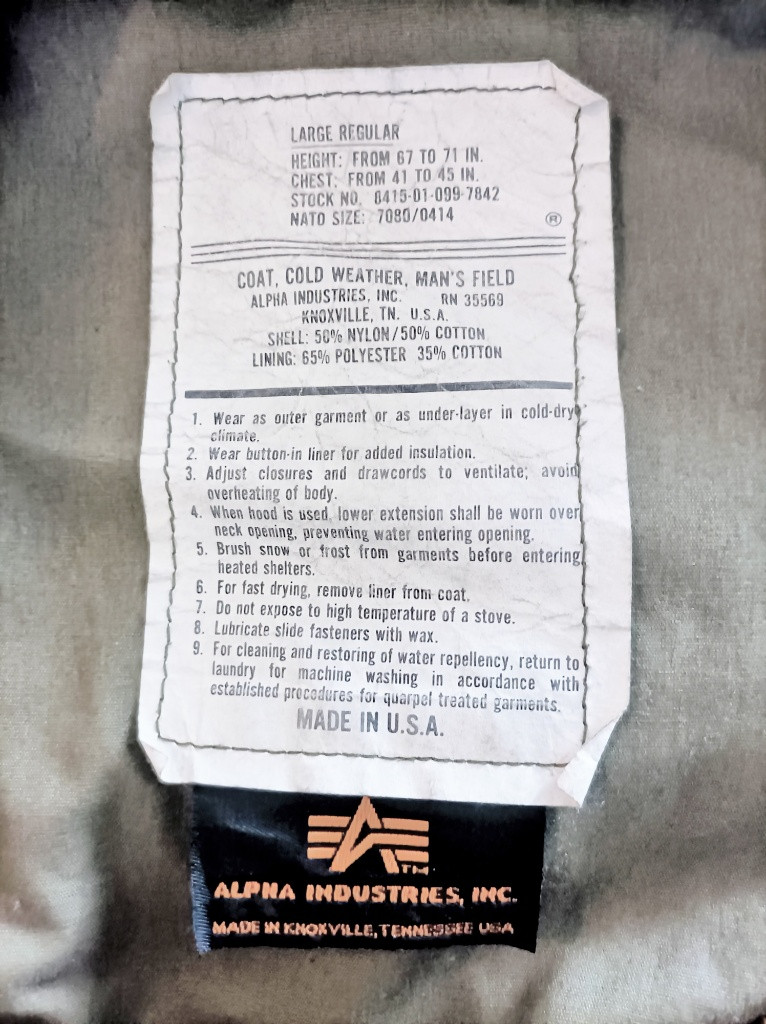 LARGE REGULAR
HEIGHT: FROM 67 TO 71 IN.
CHEST: FROM 41 TO 45 IN.
STOCK NO. 8415-01-099-7842
NATO SIZE: 7080/0414
®
COAT, COLD WEATHER, MAN'S FIELD
ALPHA INDUSTRIES, INC. RN 35569
KNOXVILLE, TN. U.S.A.
SHELL: 50% NYLON/50% COTTON
LINING: 65% POLYESTER 35% COTTON
1. Wear as outer garment or as under-layer in cold-dry
climate.
2. Wear button-in liner for added insulation.
3. Adjust closures and drawcords to ventilate; avoid
overheating of body.
4. When hood is used, lower extension shall be worn over
neck opening, preventing water entering opening.
5. Brush snow or frost from garments before entering
heated shelters.
6. For fast drying, remove liner from coat.
7. Do not expose to high temperature of a stove.
8. Lubricate slide fasteners with wax.
9. For cleaning and restoring of water repellency, return to
laundry for machine washing in accordance with
established procedures for quarpel treated garments.
MADE IN U.S.A.
TM
ALPHA INDUSTRIES, INC.
MADE IN KNOXVILLE, TENNESSEE USA